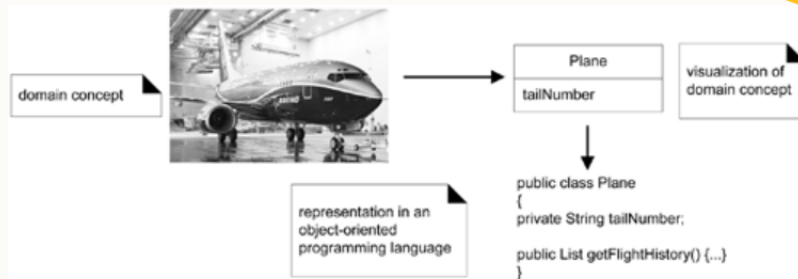 domain concept
BOEING
Plane
tailNumber
visualization of
domain concept
representation in an
object-oriented
programming language
public class Plane
{
private String tailNumber;
public List getFlightHistory() {...}
}